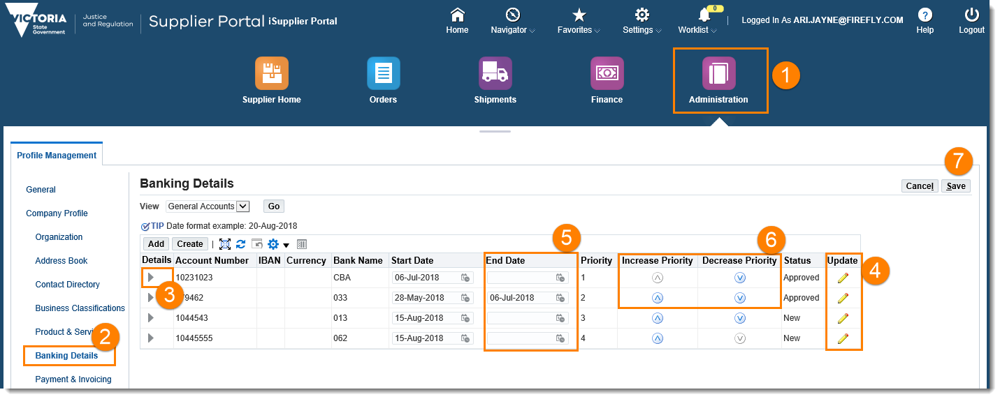 VICTORIA
State
Government
Justice
and Regulation
Supplier Portal iSupplier Portal
Home
Navigator
Favorites
Settings
0
Worklist
Logged In As ARI.JAYNE@FIREFLY.COM
?
Help
Logout
Supplier Home
Orders
Shipments
Finance
Administration
1
Profile Management
7
General
Company Profile
Organization
Address Book
Contact Directory
Business Classifications
Product &
2
Banking Details
Payment & Invoicing
Banking Details
Cancel Save
View General Accounts Go
TIP Date format example: 20-Aug-2018
5
6
Add Create
Details Account Number IBAN Currency Bank Name Start Date End Date Priority Increase Priority Decrease Priority Status Update
10231023 CBA 06-Jul-2018 1 Approved
4
3
79462 033 28-May-2018 06-Jul-2018 2 Approved
1044543 013 15-Aug-2018 3 New
10445555 062 15-Aug-2018 4 New